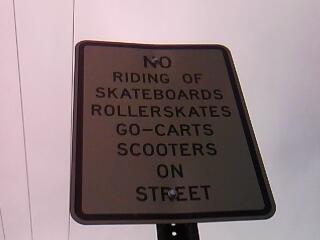 NO
RIDING OF
SKATEBOARDS
ROLLERSKATES
GO-CARTS
SCOOTERS
ON
STREET